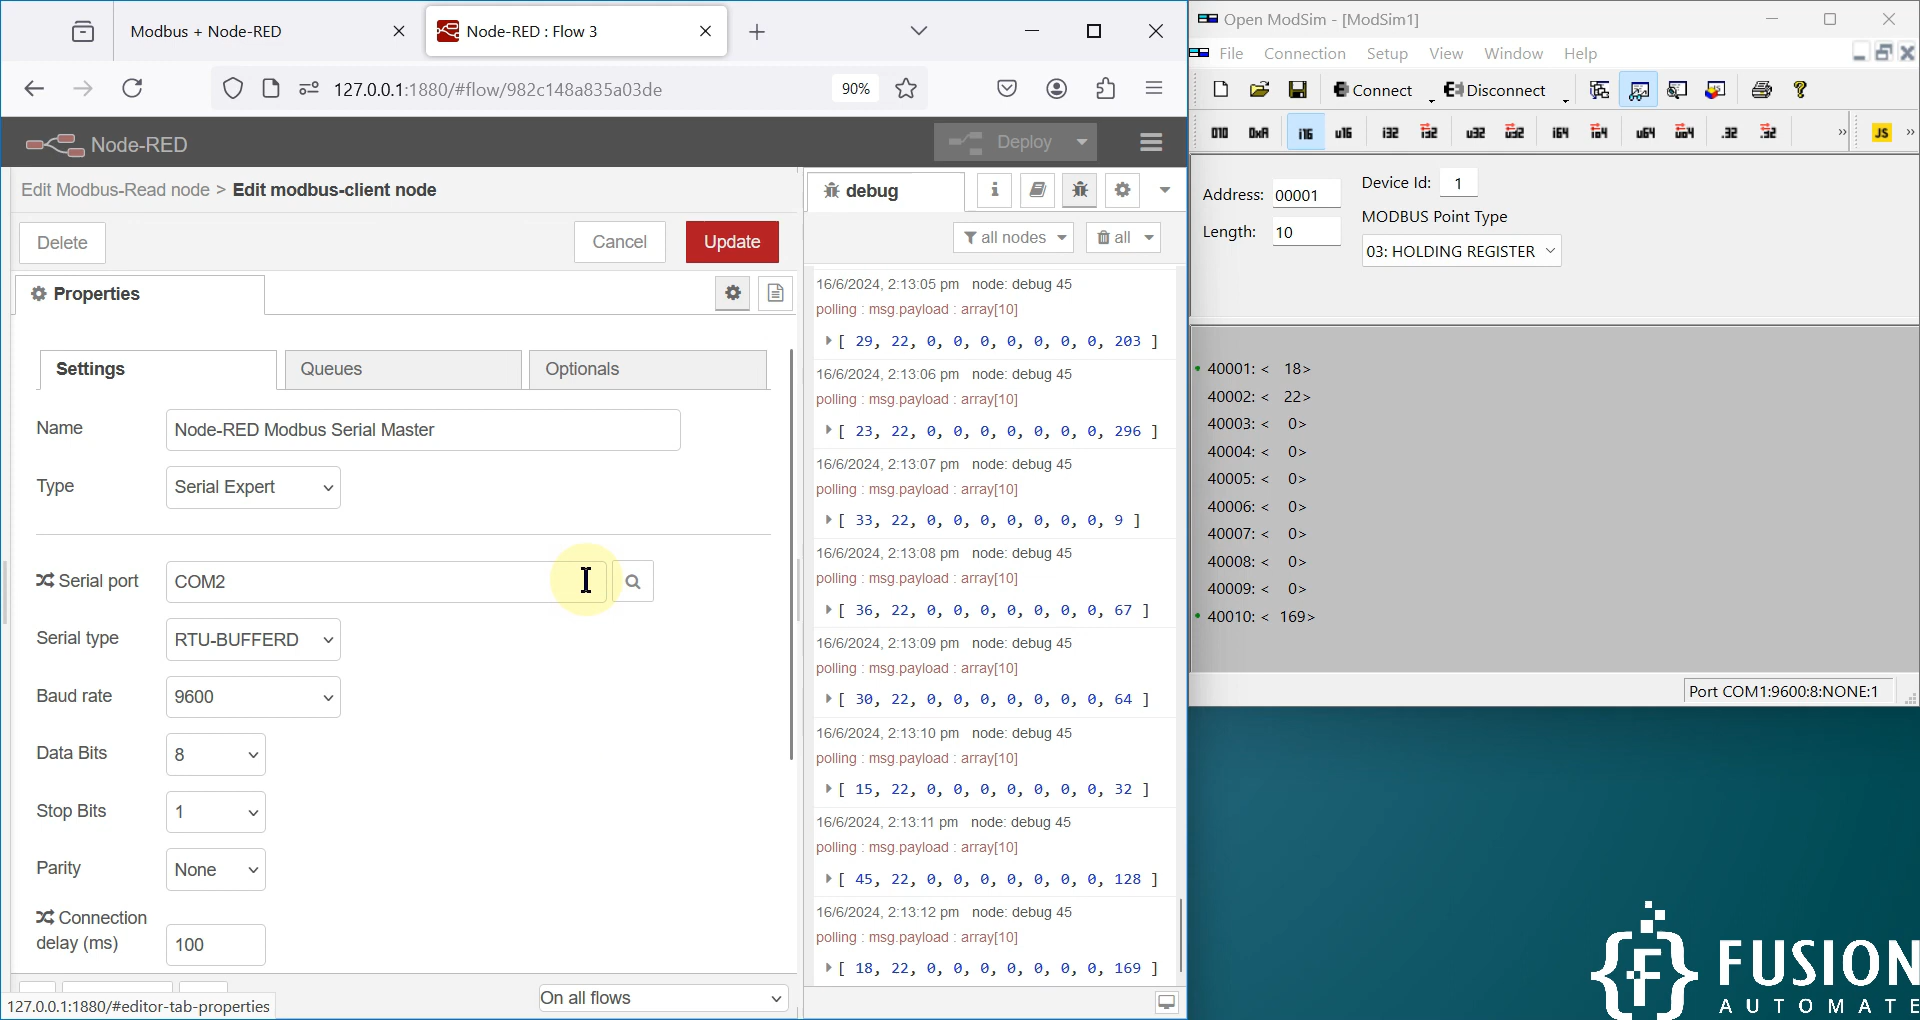 Modbus + Node-RED
Node-RED : Flow 3
127.0.0.1:1880/#flow/982c148a835a03de
90%
Node-RED
Deploy
Edit Modbus-Read node > Edit modbus-client node
Delete
Cancel
Update
Properties
Settings
Queues
Optionals
Name
Node-RED Modbus Serial Master
Type
Serial Expert
Serial port
COM2
Serial type
RTU-BUFFERD
Baud rate
9600
Data Bits
8
Stop Bits
1
Parity
None
Connection
delay (ms)
100
127.0.0.1:1880/#editor-tab-properties
On all flows
debug
all nodes
all
16/6/2024, 2:13:05 pm node: debug 45
polling : msg.payload : array[10]
[ 29, 22, 0, 0, 0, 0, 0, 0, 0, 203 ]
16/6/2024, 2:13:06 pm node: debug 45
polling : msg.payload : array[10]
[ 23, 22, 0, 0, 0, 0, 0, 0, 0, 296 ]
16/6/2024, 2:13:07 pm node: debug 45
polling : msg.payload : array[10]
[ 33, 22, 0, 0, 0, 0, 0, 0, 0, 9 ]
16/6/2024, 2:13:08 pm node: debug 45
polling : msg.payload : array[10]
[ 36, 22, 0, 0, 0, 0, 0, 0, 0, 67 ]
16/6/2024, 2:13:09 pm node: debug 45
polling : msg.payload : array[10]
[ 30, 22, 0, 0, 0, 0, 0, 0, 0, 64 ]
16/6/2024, 2:13:10 pm node: debug 45
polling : msg.payload : array[10]
[ 15, 22, 0, 0, 0, 0, 0, 0, 0, 32 ]
16/6/2024, 2:13:11 pm node: debug 45
polling : msg.payload : array[10]
[ 45, 22, 0, 0, 0, 0, 0, 0, 0, 128 ]
16/6/2024, 2:13:12 pm node: debug 45
polling : msg.payload : array[10]
[ 18, 22, 0, 0, 0, 0, 0, 0, 0, 169 ]
Open ModSim - [ModSim1]
File Connection Setup View Window Help
Connect Disconnect
010 0xA i16 u16 i32 i32 u32 u32 i64 i64 u64 u64 .32 .32 JS
Address: 00001
Device Id: 1
MODBUS Point Type
Length: 10
03: HOLDING REGISTER
40001: < 18>
40002: < 22>
40003: < 0>
40004: < 0>
40005: < 0>
40006: < 0>
40007: < 0>
40008: < 0>
40009: < 0>
40010: < 169>
Port COM1:9600:8:NONE:1
FUSION
AUTOMATE